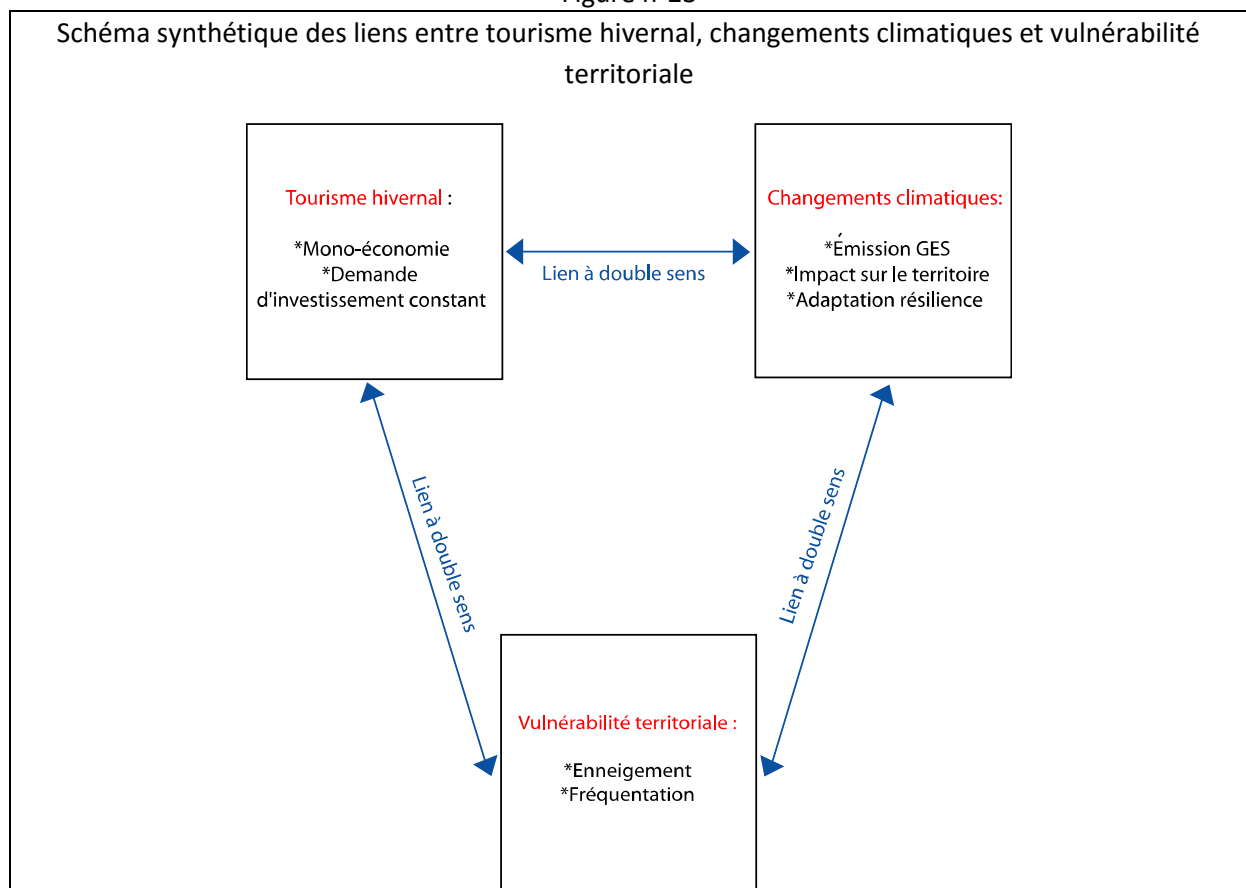 Schéma synthétique des liens entre tourisme hivernal, changements climatiques et vulnérabilité
territoriale
Tourisme hivernal :
*Mono-économie
*Demande
d'investissement constant
Changements climatiques:
*Émission GES
*Impact sur le territoire
*Adaptation résilience
Lien à double sens
Lien à double sens
Lien à double sens
Vulnérabilité territoriale :
*Enneigement
*Fréquentation